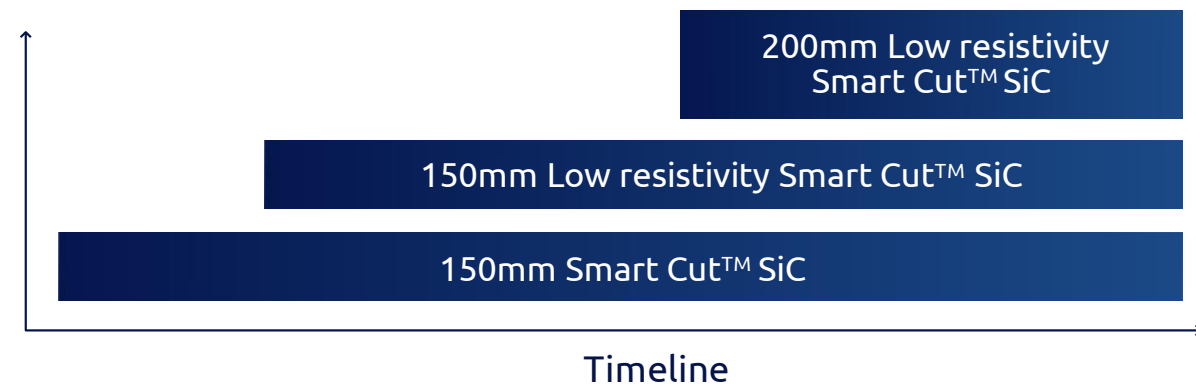 200mm Low resistivity
Smart Cut™ SiC
150mm Low resistivity Smart Cut™ SiC
150mm Smart Cut™ SiC
Timeline